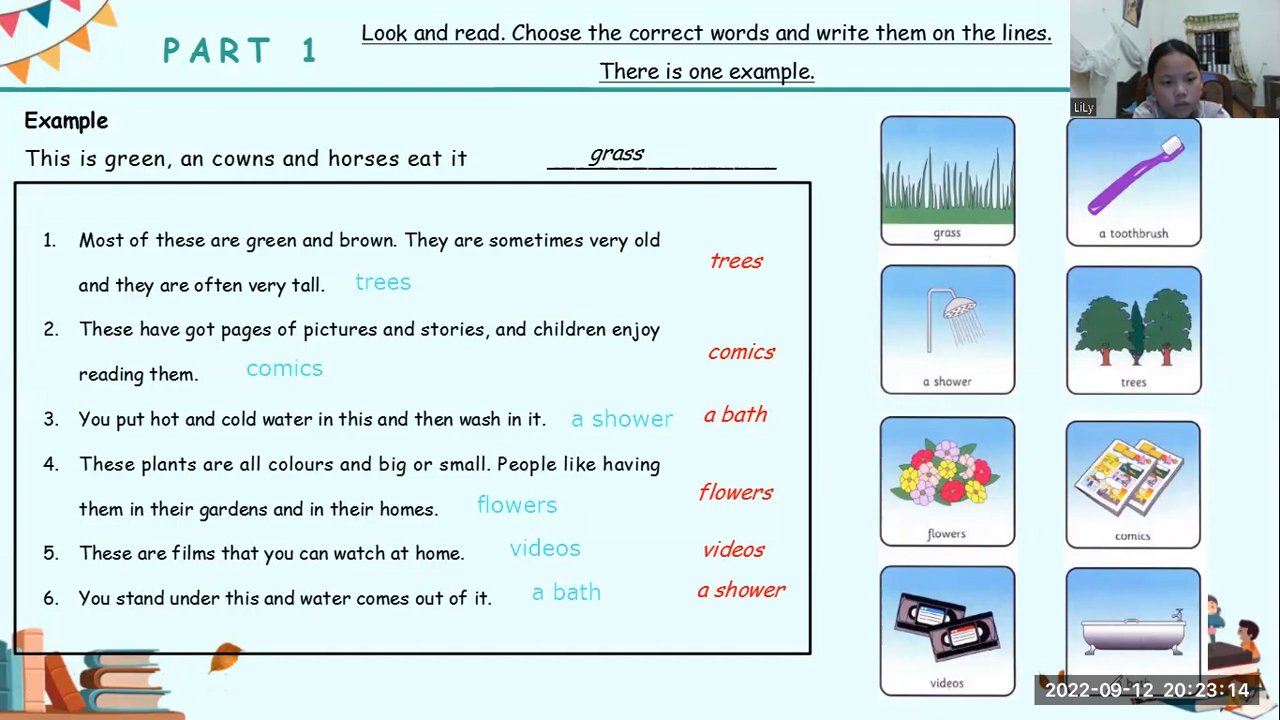 PART 1
Look and read. Choose the correct words and write them on the lines.
There is one example.
LiLy
Example
This is green, an cowns and horses eat it
grass
1. Most of these are green and brown. They are sometimes very old
and they are often very tall. trees
trees
2. These have got pages of pictures and stories, and children enjoy
reading them. comics
comics
3. You put hot and cold water in this and then wash in it. a shower a bath
4. These plants are all colours and big or small. People like having
them in their gardens and in their homes. flowers
flowers
5. These are films that you can watch at home. videos videos
6. You stand under this and water comes out of it. a bath a shower
grass
a toothbrush
a shower
trees
flowers
comics
videos
2022-09-12 20:23:14